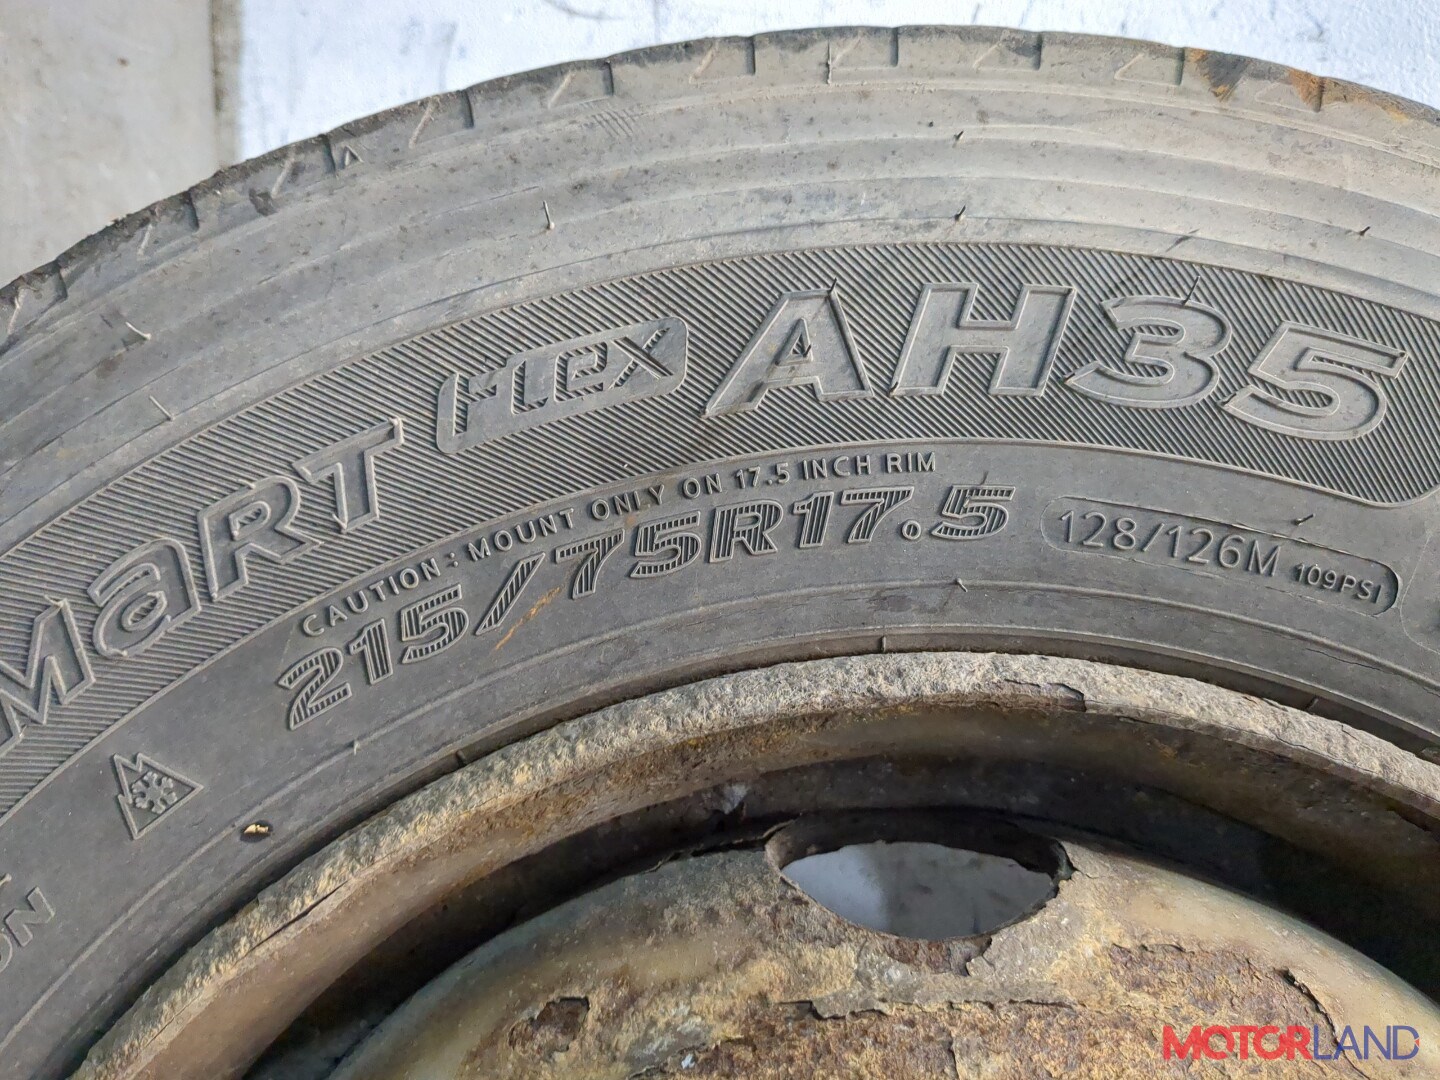 MaRT FLex AH35
CAUTION : MOUNT ONLY ON 17.5 INCH RIM
215/75R17.5
128/126M 109PSI
MOTORLAND